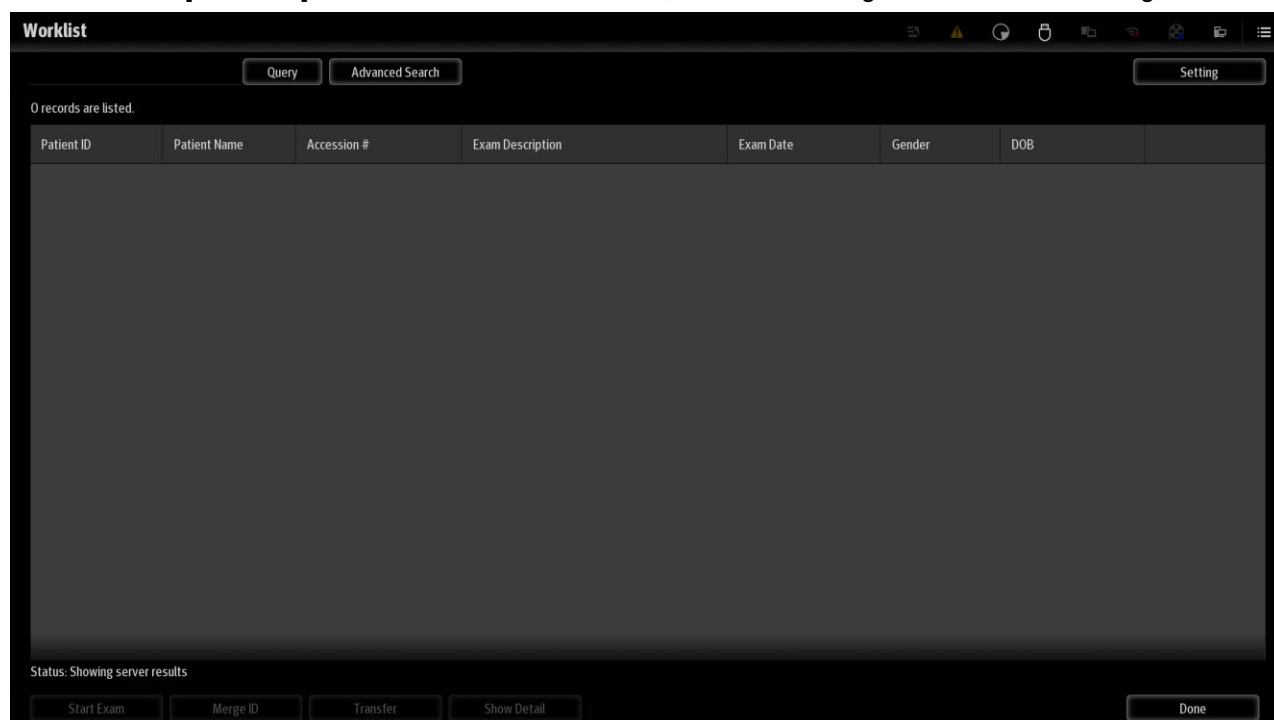 Worklist
Query Advanced Search Setting
0 records are listed.
Patient ID Patient Name Accession # Exam Description Exam Date Gender DOB
Status: Showing server results
Start Exam Merge ID Transfer Show Detail Done